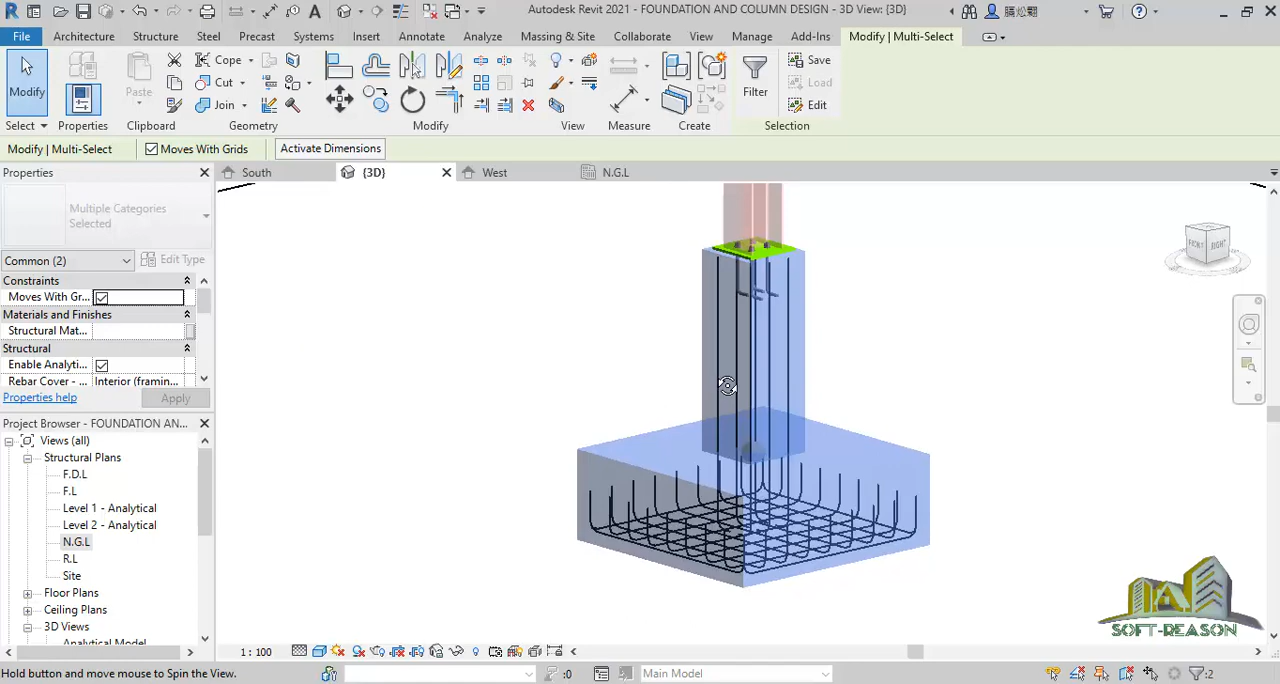 Autodesk Revit 2021 - FOUNDATION AND COLUMN DESIGN - 3D View: {3D}
File Architecture Structure Steel Precast Systems Insert Annotate Analyze Massing & Site Collaborate View Manage Add-Ins Modify | Multi-Select
Modify Paste Cope Cut Join Filter Save Load Edit
Select Properties Clipboard Geometry Modify View Measure Create Selection
Modify | Multi-Select Moves With Grids Activate Dimensions
Properties South {3D} West N.G.L
Multiple Categories
Selected
Common (2) Edit Type
Constraints
Moves With Gr...
Materials and Finishes
Structural Mat...
Structural
Enable Analyti...
Rebar Cover - ... Interior (framin...
Properties help Apply
Project Browser - FOUNDATION AN...
Views (all)
Structural Plans
F.D.L
F.L
Level 1 - Analytical
Level 2 - Analytical
N.G.L
R.L
Site
Floor Plans
Ceiling Plans
3D Views
Analytical Model
FRONT RIGHT
SOFT-REASON
1 : 100
Hold button and move mouse to Spin the View. :0 Main Model :2